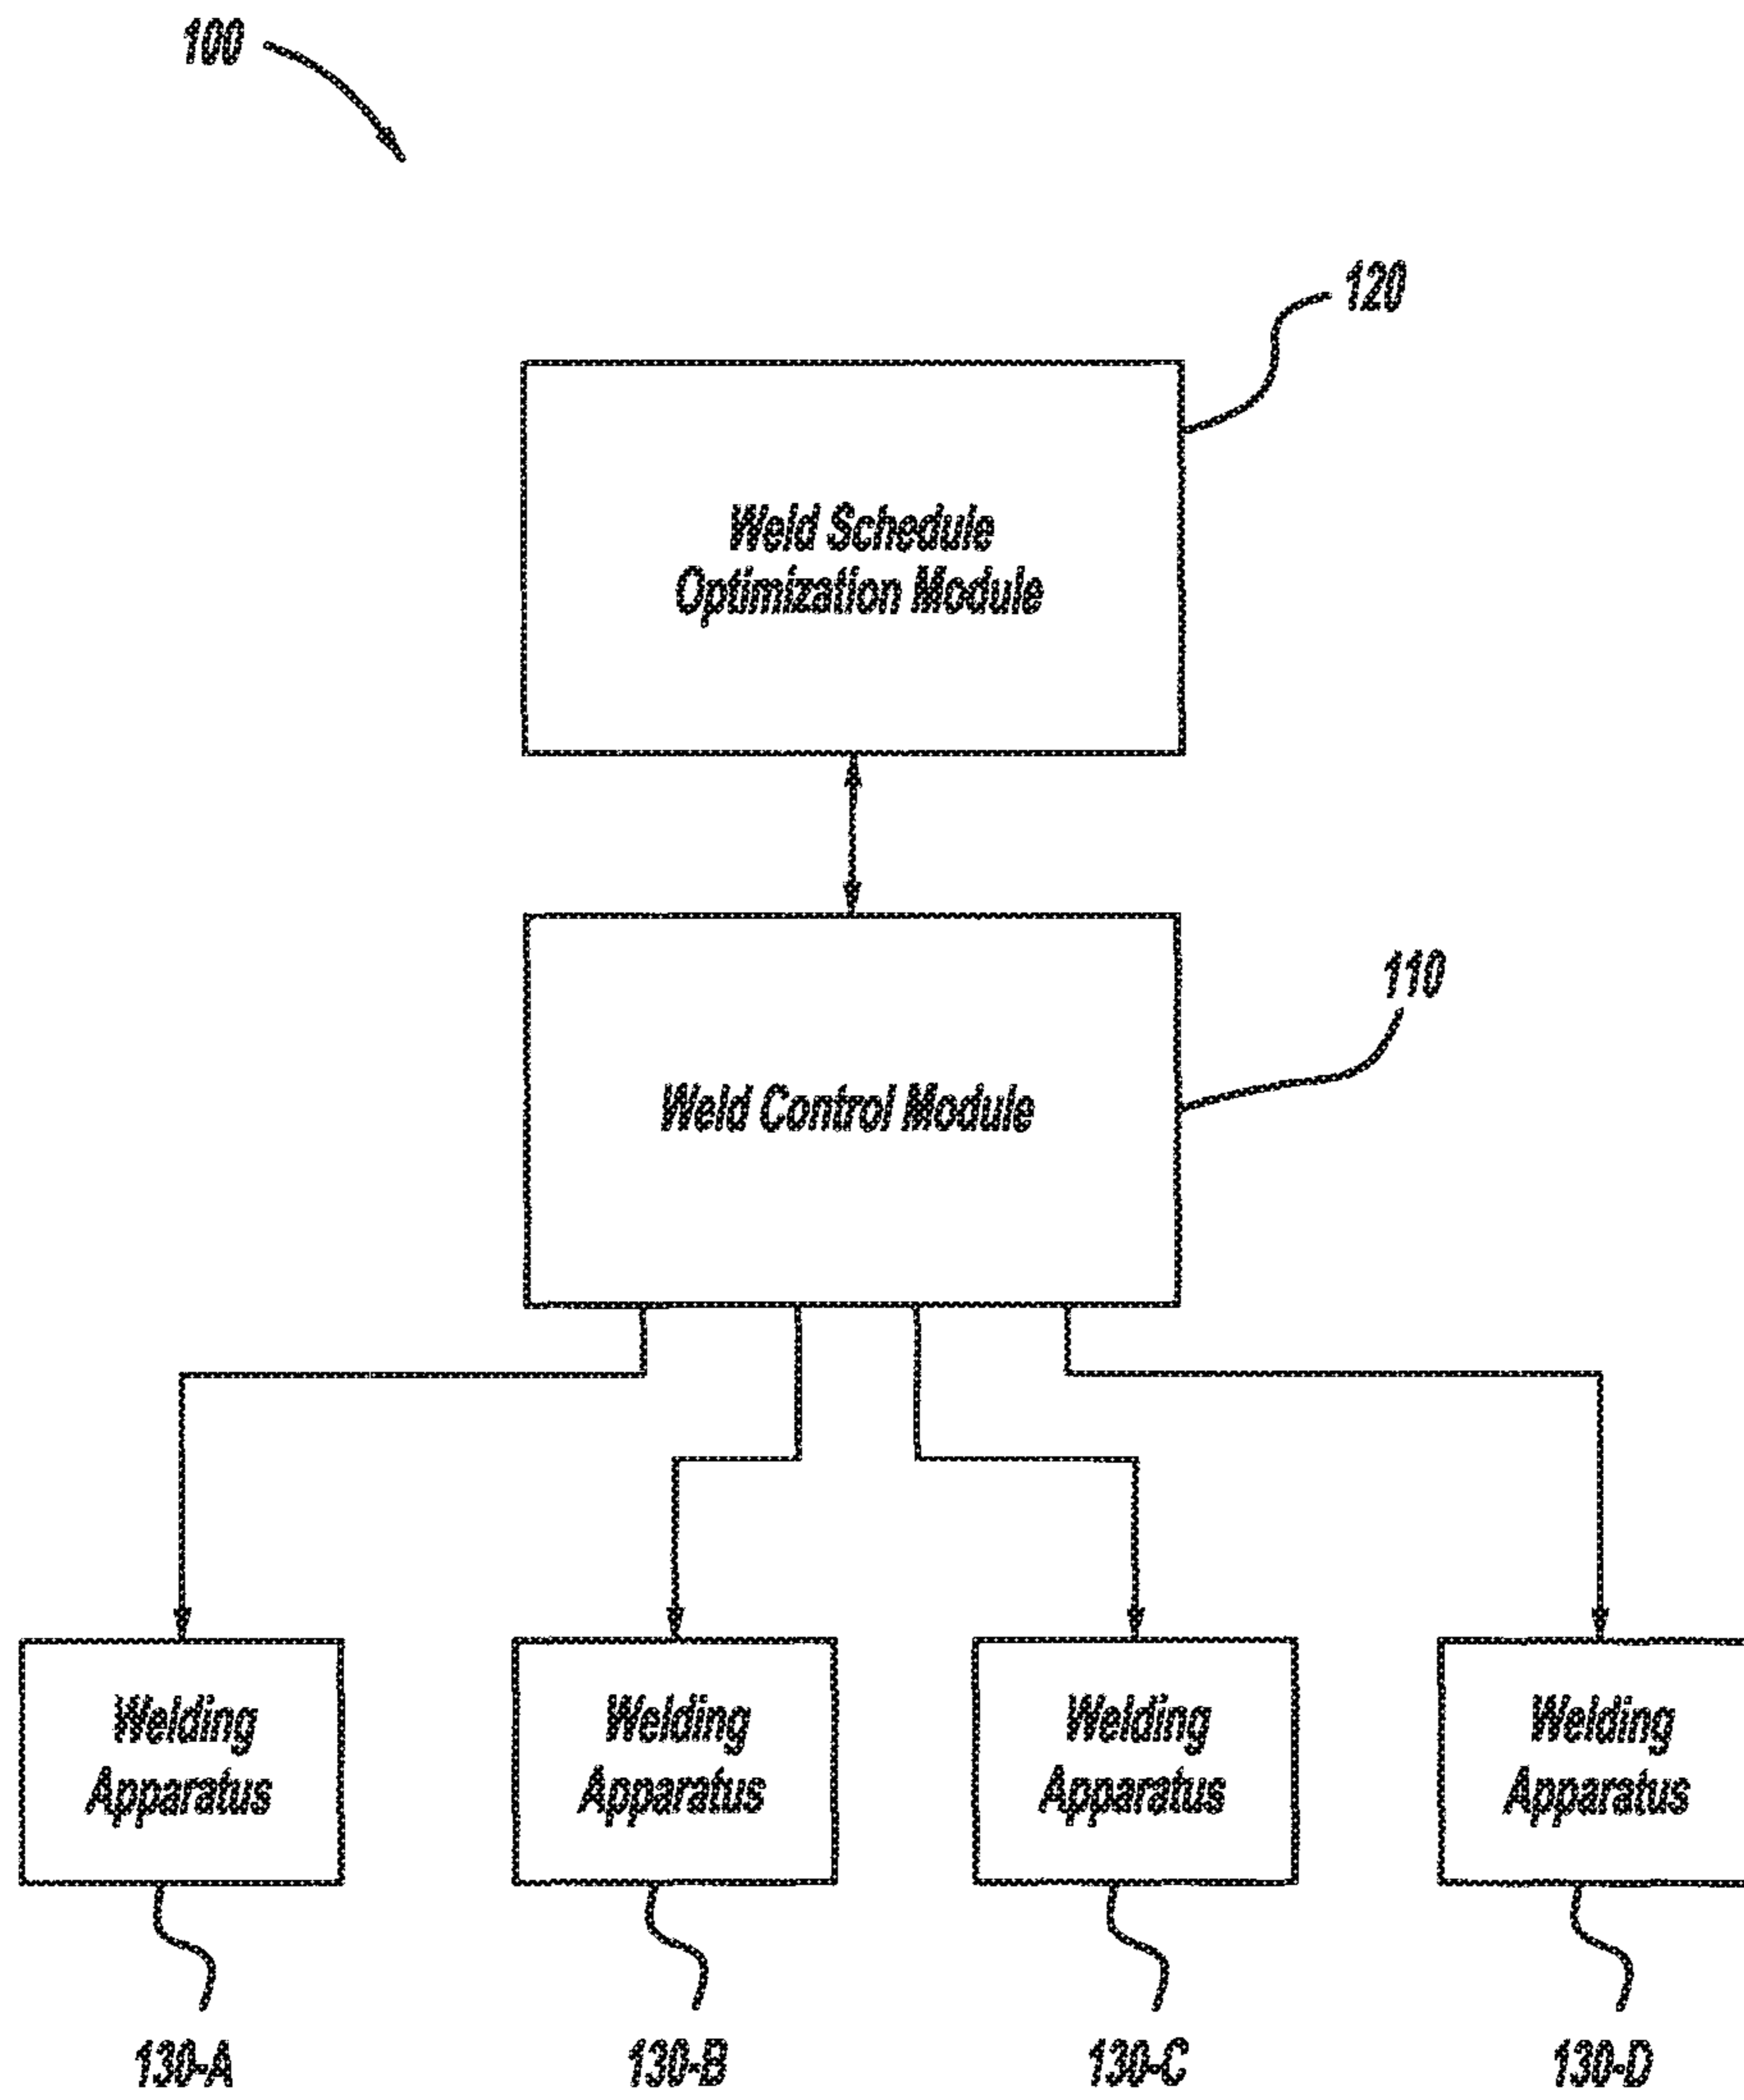 100
120
Weld Schedule
Optimization Module
110
Weld Control Module
Welding
Apparatus
Welding
Apparatus
Welding
Apparatus
Welding
Apparatus
130-A
130-B
130-C
130-D